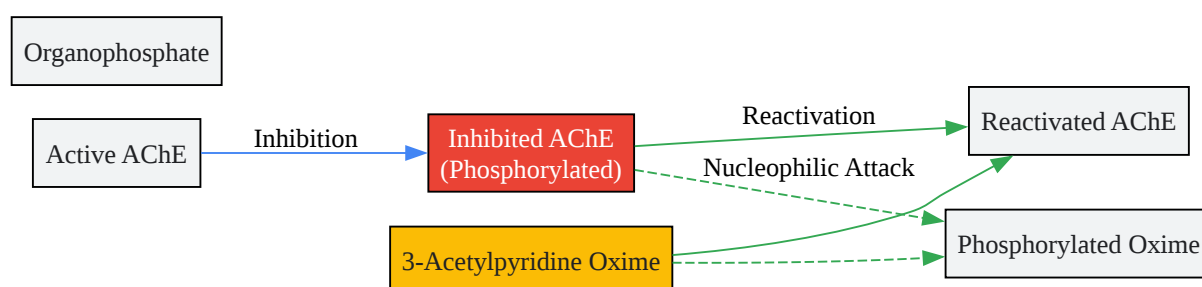 Organophosphate
Active AChE
Inhibition
Inhibited AChE
(Phosphorylated)
Reactivation
Nucleophilic Attack
Reactivated AChE
3-Acetylpyridine Oxime
Phosphorylated Oxime